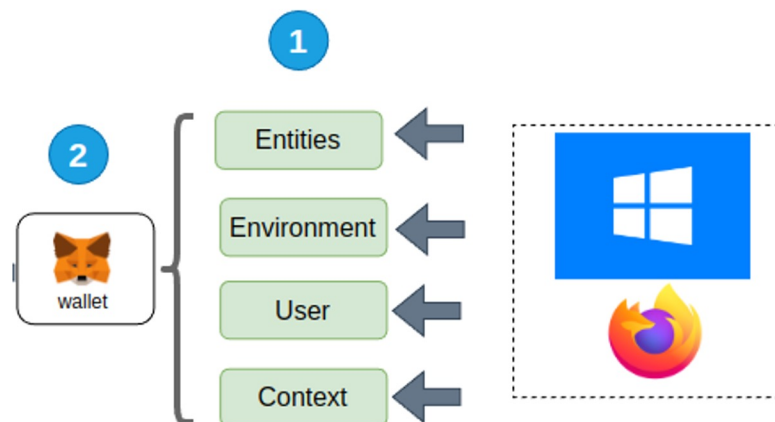 1
2
Entities
Environment
User
Context
wallet